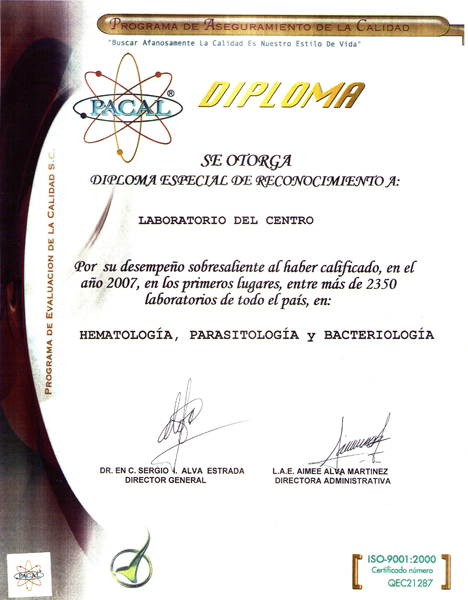 PROGRAMA DE ASEGURAMIENTO DE LA CALIDAD
"Buscar Afanosamente La Calidad Es Nuestro Estilo De Vida"
PACAL®
DIPLOMA
SE OTORGA
DIPLOMA ESPECIAL DE RECONOCIMIENTO A:
LABORATORIO DEL CENTRO
Por su desempeño sobresaliente al haber calificado, en el
año 2007, en los primeros lugares, entre más de 2350
laboratorios de todo el país, en:
HEMATOLOGÍA, PARASITOLOGÍA y BACTERIOLOGÍA
PROGRAMA DE EVALUACION DE LA CALIDAD S.C.
DR. EN C. SERGIO ALVA ESTRADA
DIRECTOR GENERAL
L.A.E. AIMEE ALVA MARTINEZ
DIRECTORA ADMINISTRATIVA
PACAL
ISO-9001:2000
Certificado número
QEC21287